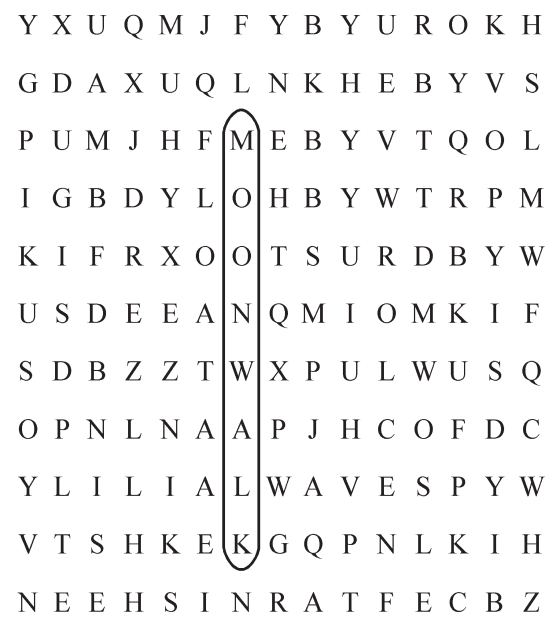 Y X U Q M J F Y B Y U R O K H
G D A X U Q L N K H E B Y V S
P U M J H F M E B Y V T Q O L
I G B D Y L O H B Y W T R P M
K I F R X O O T S U R D B Y W
U S D E E A N Q M I O M K I F
S D B Z Z T W X P U L W U S Q
O P N L N A A P J H C O F D C
Y L I L I A L W A V E S P Y W
V T S H K E K G Q P N L K I H
N E E H S I N R A T F E C B Z